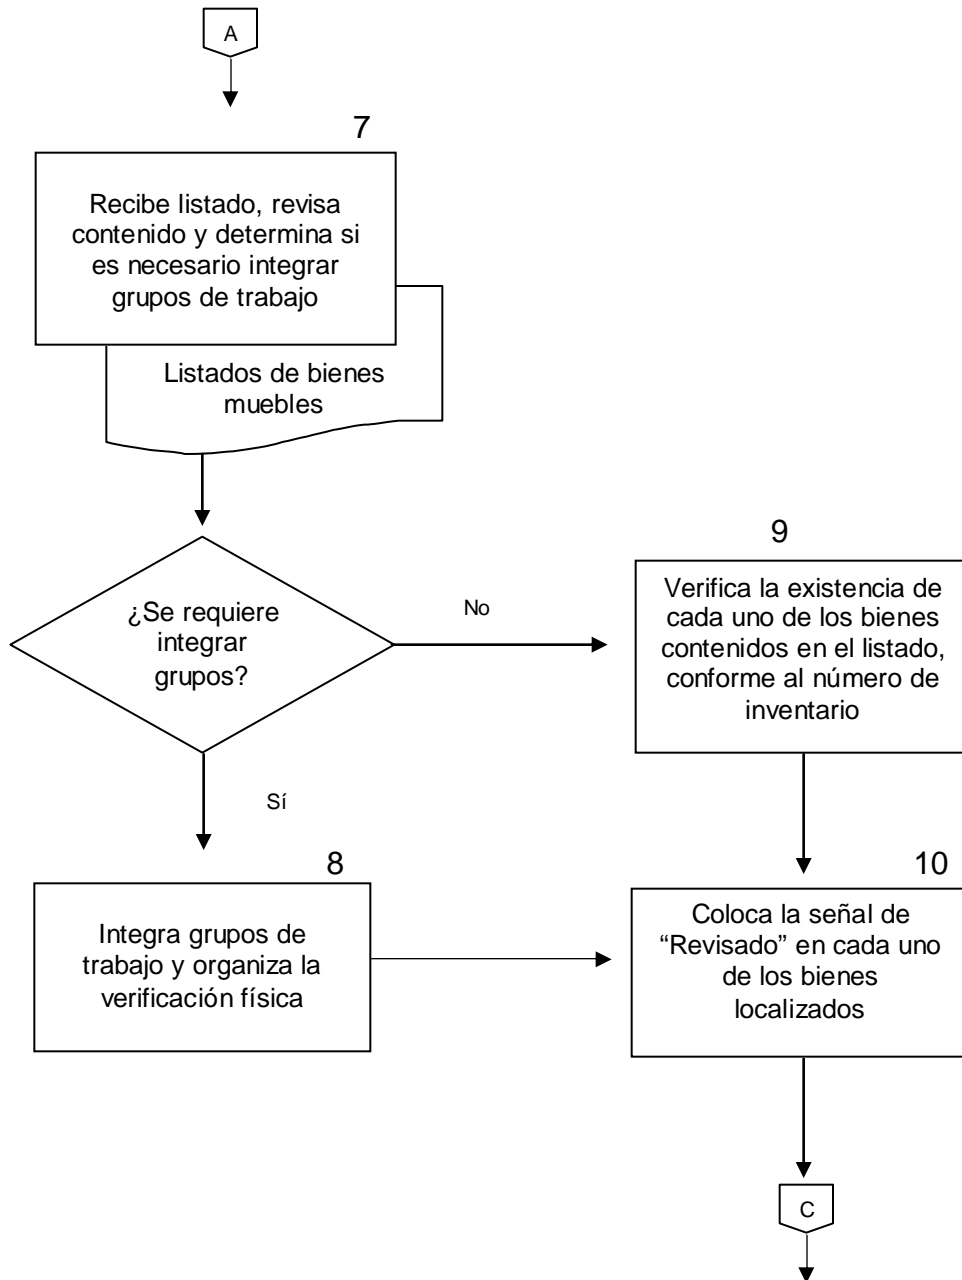 A
7
Recibe listado, revisa
contenido y determina si
es necesario integrar
grupos de trabajo
Listados de bienes
muebles
¿Se requiere
integrar
grupos?
No
Sí
9
Verifica la existencia de
cada uno de los bienes
contenidos en el listado,
conforme al número de
inventario
8
Integra grupos de
trabajo y organiza la
verificación física
10
Coloca la señal de
“Revisado” en cada uno
de los bienes
localizados
C